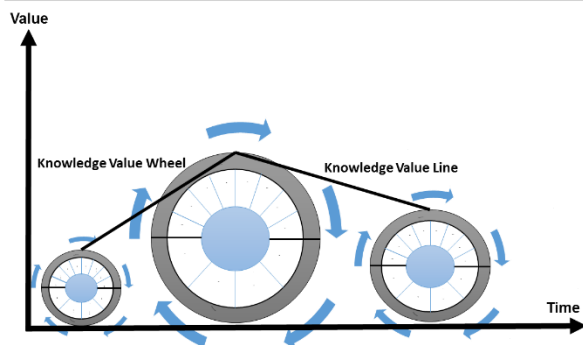 Value
Knowledge Value Wheel
Knowledge Value Line
Time